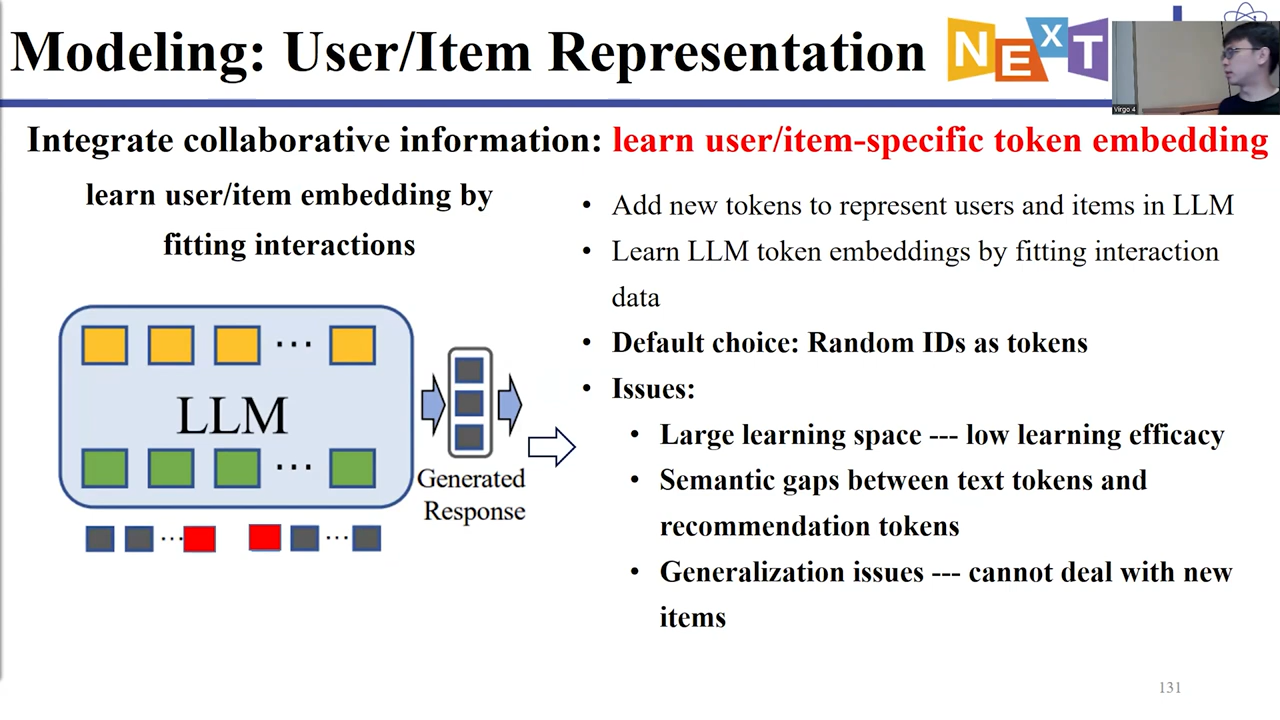 Modeling: User/Item Representation
NExT
Virgo 4
Integrate collaborative information: learn user/item-specific token embedding
learn user/item embedding by
fitting interactions
LLM
Generated
Response
• Add new tokens to represent users and items in LLM
• Learn LLM token embeddings by fitting interaction
data
• Default choice: Random IDs as tokens
• Issues:
• Large learning space --- low learning efficacy
• Semantic gaps between text tokens and
recommendation tokens
• Generalization issues --- cannot deal with new
items
131